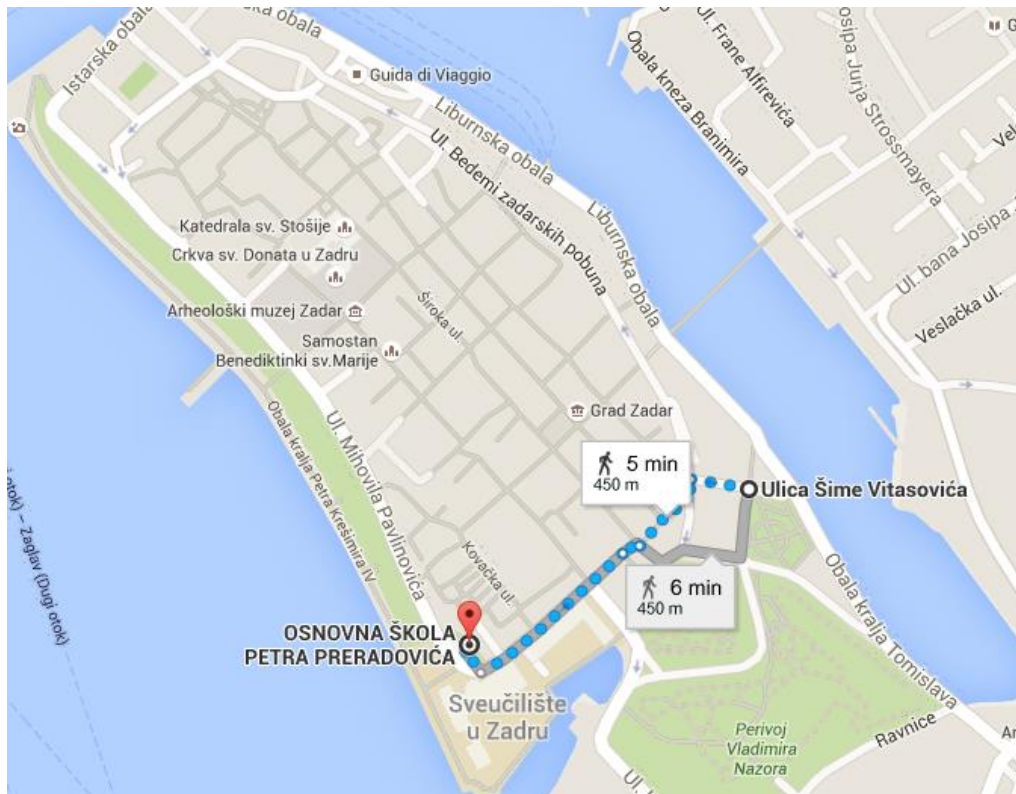 Istarska obala
Liburnska obala
Guida di Viaggio
Liburnska obala
Ul. Bedemi zadarskih pobuna
Liburnska obala
Obala kneza Branimira
Ul. Frane Alfirevića
Josipa Jurja Strossmayera
Ul. bana Josipa
Veslačka ul.
Katedrala sv. Stošije
Crkva sv. Donata u Zadru
Arheološki muzej Zadar
Samostan
Benediktinki sv.Marije
Široka ul.
Grad Zadar
5 min
450 m
Ulica Šime Vitasovića
Obala kralja Petra Krešimira IV
Ul. Mihovila Pavlinovića
Kovačka ul.
6 min
450 m
otok) – Zaglav (Dugi otok)
OSNOVNA ŠKOLA
PETRA PRERADOVIĆA
Sveučilište
u Zadru
Obala kralja Tomislava
Perivoj
Vladimira
Nazora
Ravnice
Ul.